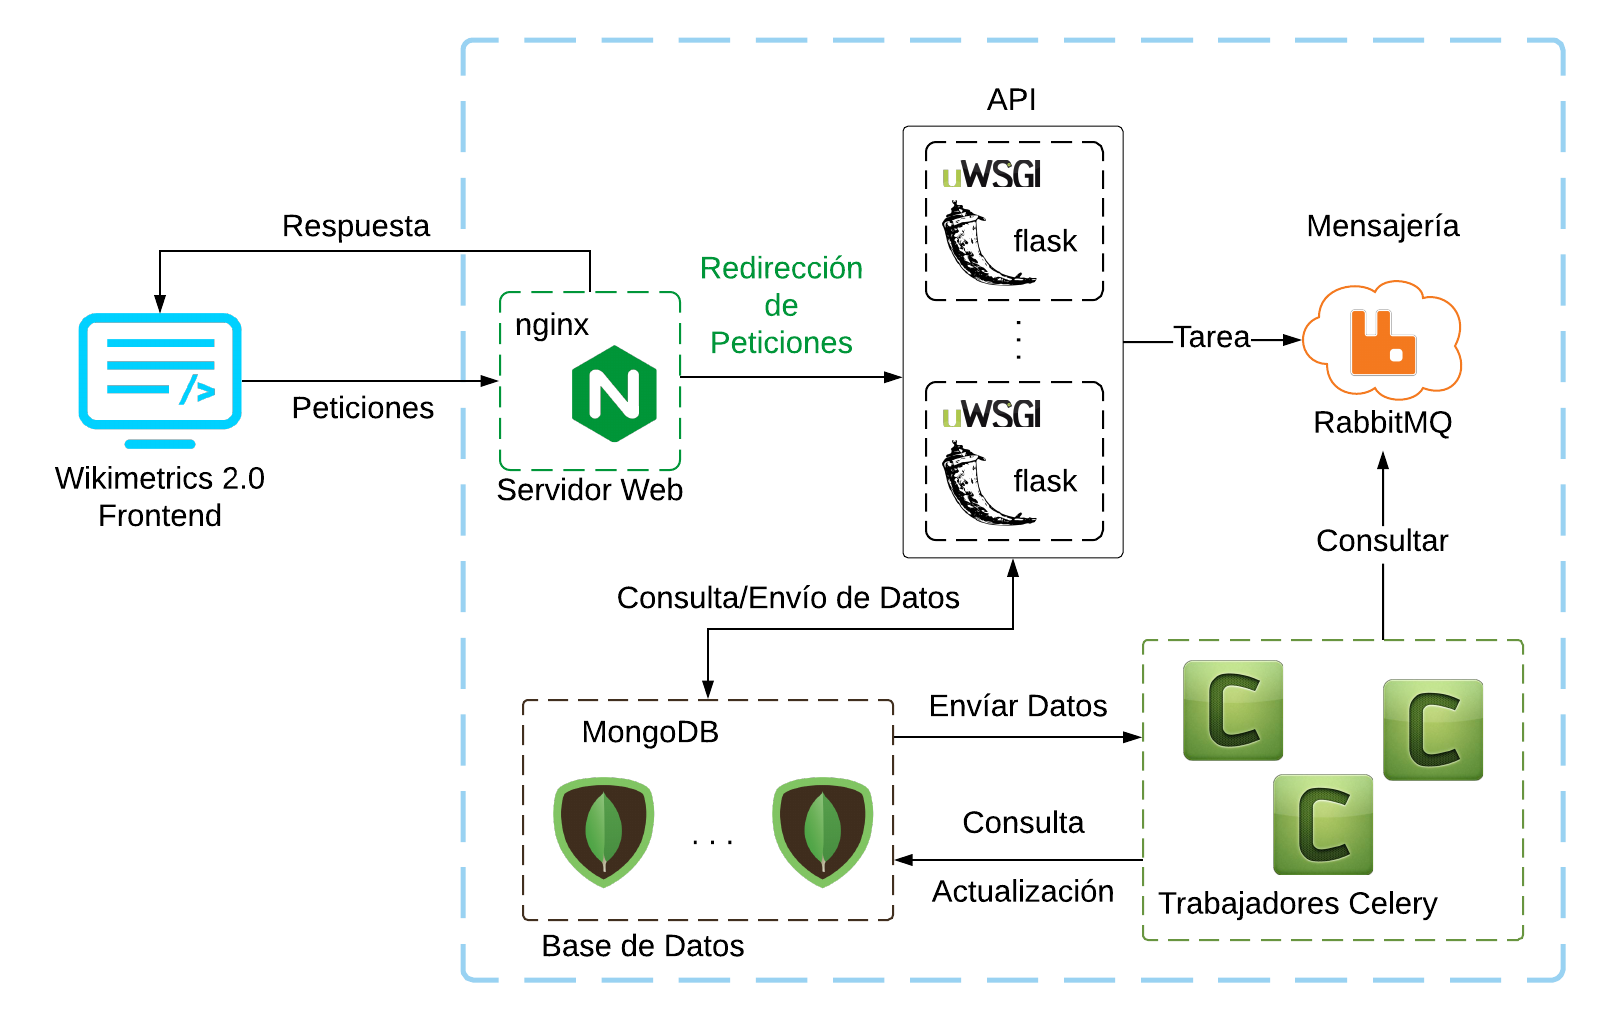 API
uWSGI
flask
Respuesta
Mensajería
Redirección
de
Peticiones
nginx
Tarea
</>
Peticiones
uWSGI
flask
RabbitMQ
Wikimetrics 2.0
Frontend
Servidor Web
Consultar
Consulta/Envío de Datos
Envíar Datos
MongoDB
. . .
Consulta
Actualización
Trabajadores Celery
Base de Datos